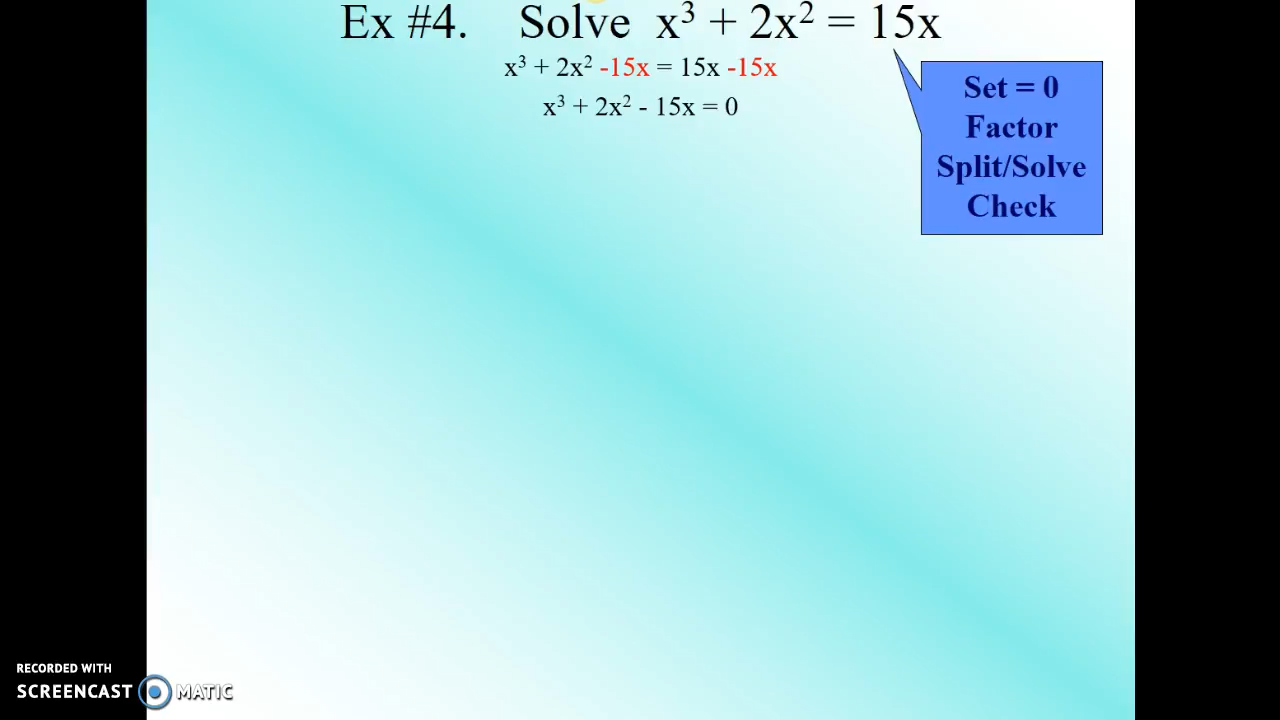 Ex #4. Solve x³ + 2x² = 15x
x³ + 2x² -15x = 15x -15x
x³ + 2x² - 15x = 0
Set = 0
Factor
Split/Solve
Check
RECORDED WITH
SCREENCAST MATIC